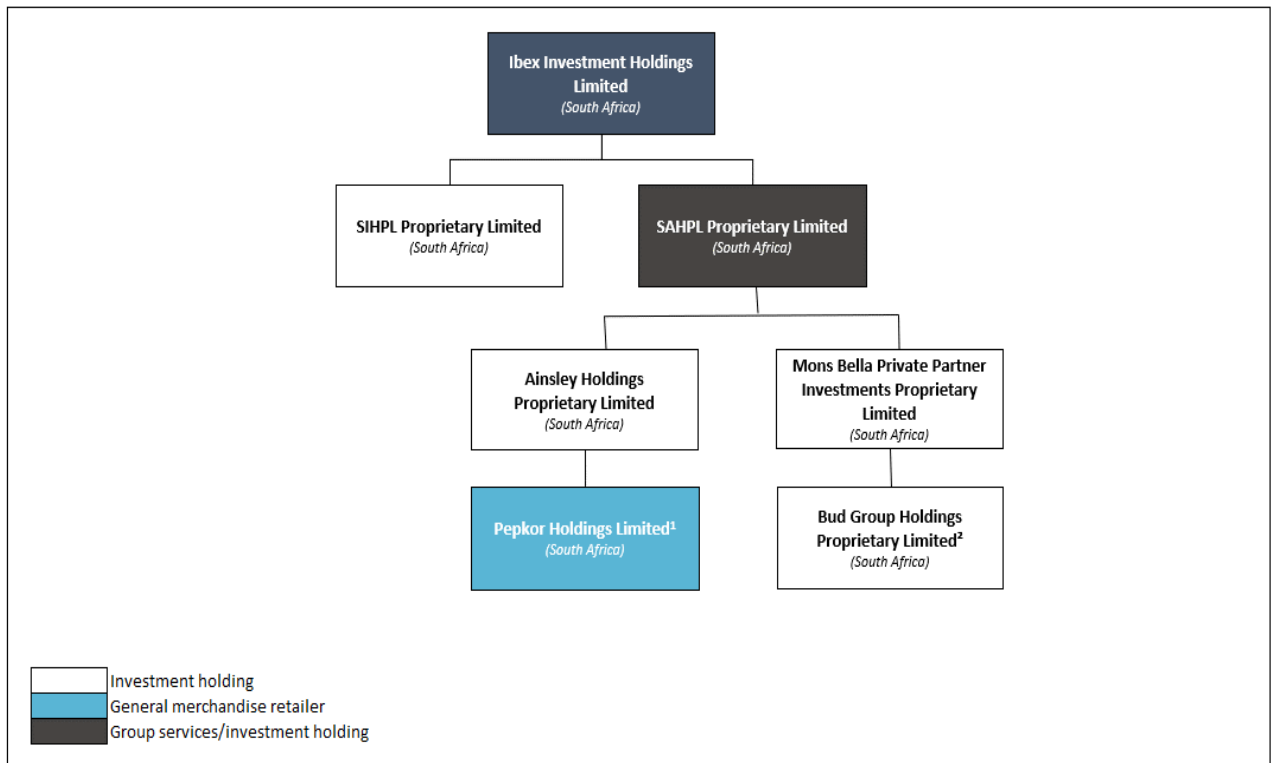 Ibex Investment Holdings
Limited
(South Africa)
SIHPL Proprietary Limited
(South Africa)
SAHPL Proprietary Limited
(South Africa)
Ainsley Holdings
Proprietary Limited
(South Africa)
Mons Bella Private Partner
Investments Proprietary
Limited
(South Africa)
Pepkor Holdings Limited¹
(South Africa)
Bud Group Holdings
Proprietary Limited²
(South Africa)
Investment holding
General merchandise retailer
Group services/investment holding